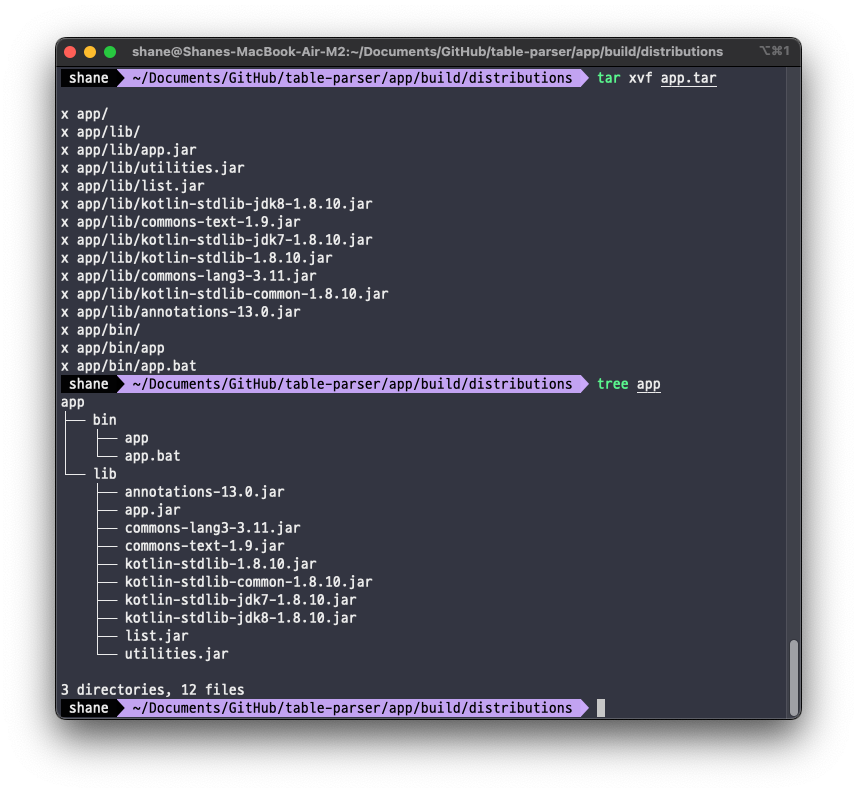 shane@Shanes-MacBook-Air-M2:~/Documents/GitHub/table-parser/app/build/distributions ⌥⌘1
shane ~/Documents/GitHub/table-parser/app/build/distributions tar xvf app.tar
x app/
x app/lib/
x app/lib/app.jar
x app/lib/utilities.jar
x app/lib/list.jar
x app/lib/kotlin-stdlib-jdk8-1.8.10.jar
x app/lib/commons-text-1.9.jar
x app/lib/kotlin-stdlib-jdk7-1.8.10.jar
x app/lib/kotlin-stdlib-1.8.10.jar
x app/lib/commons-lang3-3.11.jar
x app/lib/kotlin-stdlib-common-1.8.10.jar
x app/lib/annotations-13.0.jar
x app/bin/
x app/bin/app
x app/bin/app.bat
shane ~/Documents/GitHub/table-parser/app/build/distributions tree app
app
├── bin
│   ├── app
│   └── app.bat
└── lib
    ├── annotations-13.0.jar
    ├── app.jar
    ├── commons-lang3-3.11.jar
    ├── commons-text-1.9.jar
    ├── kotlin-stdlib-1.8.10.jar
    ├── kotlin-stdlib-common-1.8.10.jar
    ├── kotlin-stdlib-jdk7-1.8.10.jar
    ├── kotlin-stdlib-jdk8-1.8.10.jar
    ├── list.jar
    └── utilities.jar
3 directories, 12 files
shane ~/Documents/GitHub/table-parser/app/build/distributions